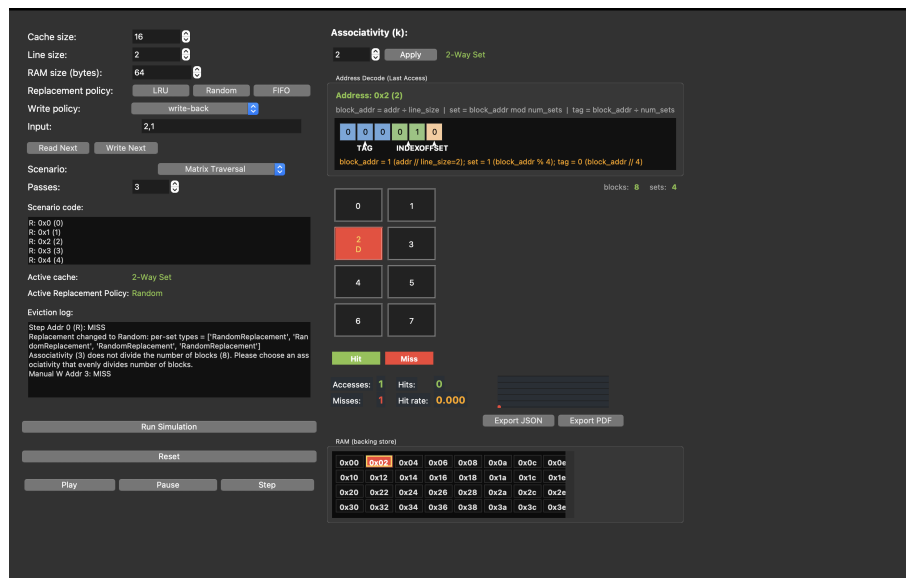 Cache size: 16
Line size: 2
RAM size (bytes): 64
Replacement policy: LRU Random FIFO
Write policy: write-back
Input: 2,1
Read Next Write Next
Scenario: Matrix Traversal
Passes: 3
Scenario code:
R: 0x0 (0)
R: 0x1 (1)
R: 0x2 (2)
R: 0x3 (3)
R: 0x4 (4)
Active cache: 2-Way Set
Active Replacement Policy: Random
Eviction log:
Step Addr 0 (R): MISS
Replacement changed to Random: per-set types = ['RandomReplacement', 'Ran
domReplacement', 'RandomReplacement', 'RandomReplacement']
Associativity (3) does not divide the number of blocks (8). Please choose an ass
ociativity that evenly divides number of blocks.
Manual W Addr 3: MISS
Run Simulation
Reset
Play Pause Step
Associativity (k):
2 Apply 2-Way Set
Address Decode (Last Access)
Address: 0x2 (2)
block_addr = addr ÷ line_size | set = block_addr mod num_sets | tag = block_addr ÷ num_sets
0 0 0 0 1 0
TAG INDEX OFFSET
block_addr = 1 (addr // line_size=2); set = 1 (block_addr % 4); tag = 0 (block_addr // 4)
blocks: 8 sets: 4
0 1
2 D 3
4 5
6 7
Hit Miss
Accesses: 1 Hits: 0
Misses: 1 Hit rate: 0.000
Export JSON Export PDF
RAM (backing store)
0x00 0x02 0x04 0x06 0x08 0x0a 0x0c 0x0e
0x10 0x12 0x14 0x16 0x18 0x1a 0x1c 0x1e
0x20 0x22 0x24 0x26 0x28 0x2a 0x2c 0x2e
0x30 0x32 0x34 0x36 0x38 0x3a 0x3c 0x3e